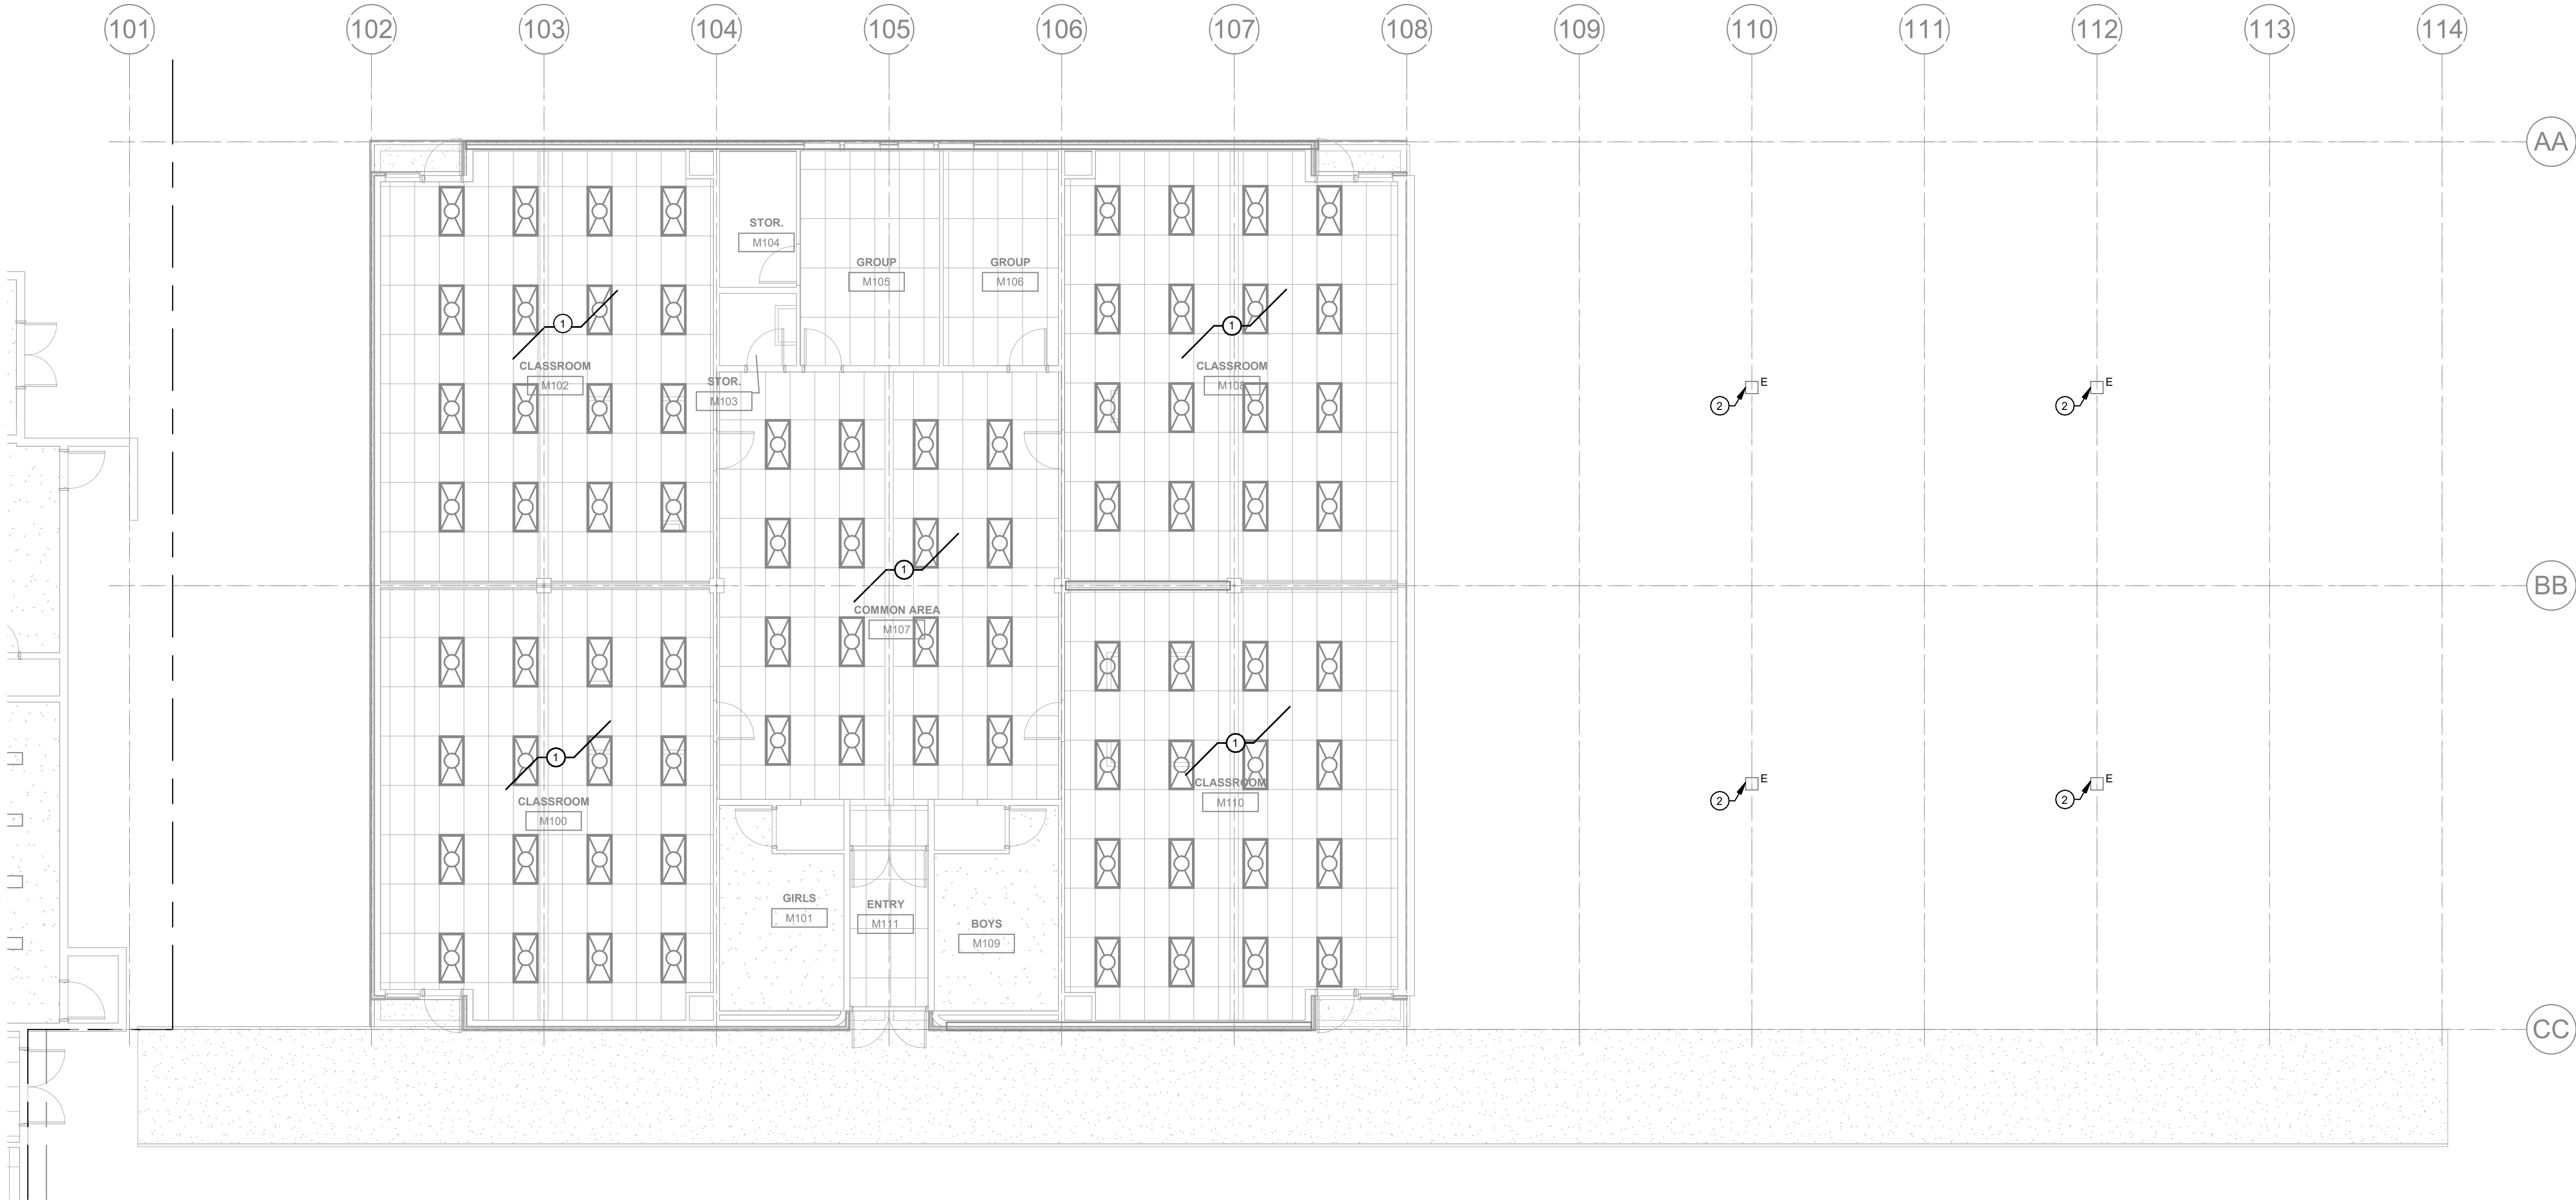 101 102 103 104 105 106 107 108 109 110 111 112 113 114
AA
STOR.
M104
GROUP
M105
GROUP
M106
1
1
CLASSROOM
M102
STOR.
M103
CLASSROOM
M108
E
2
E
2
1
COMMON AREA
M107
BB
1
CLASSROOM
M100
1
CLASSROOM
M110
E
2
E
2
GIRLS
M101
ENTRY
M111
BOYS
M109
CC